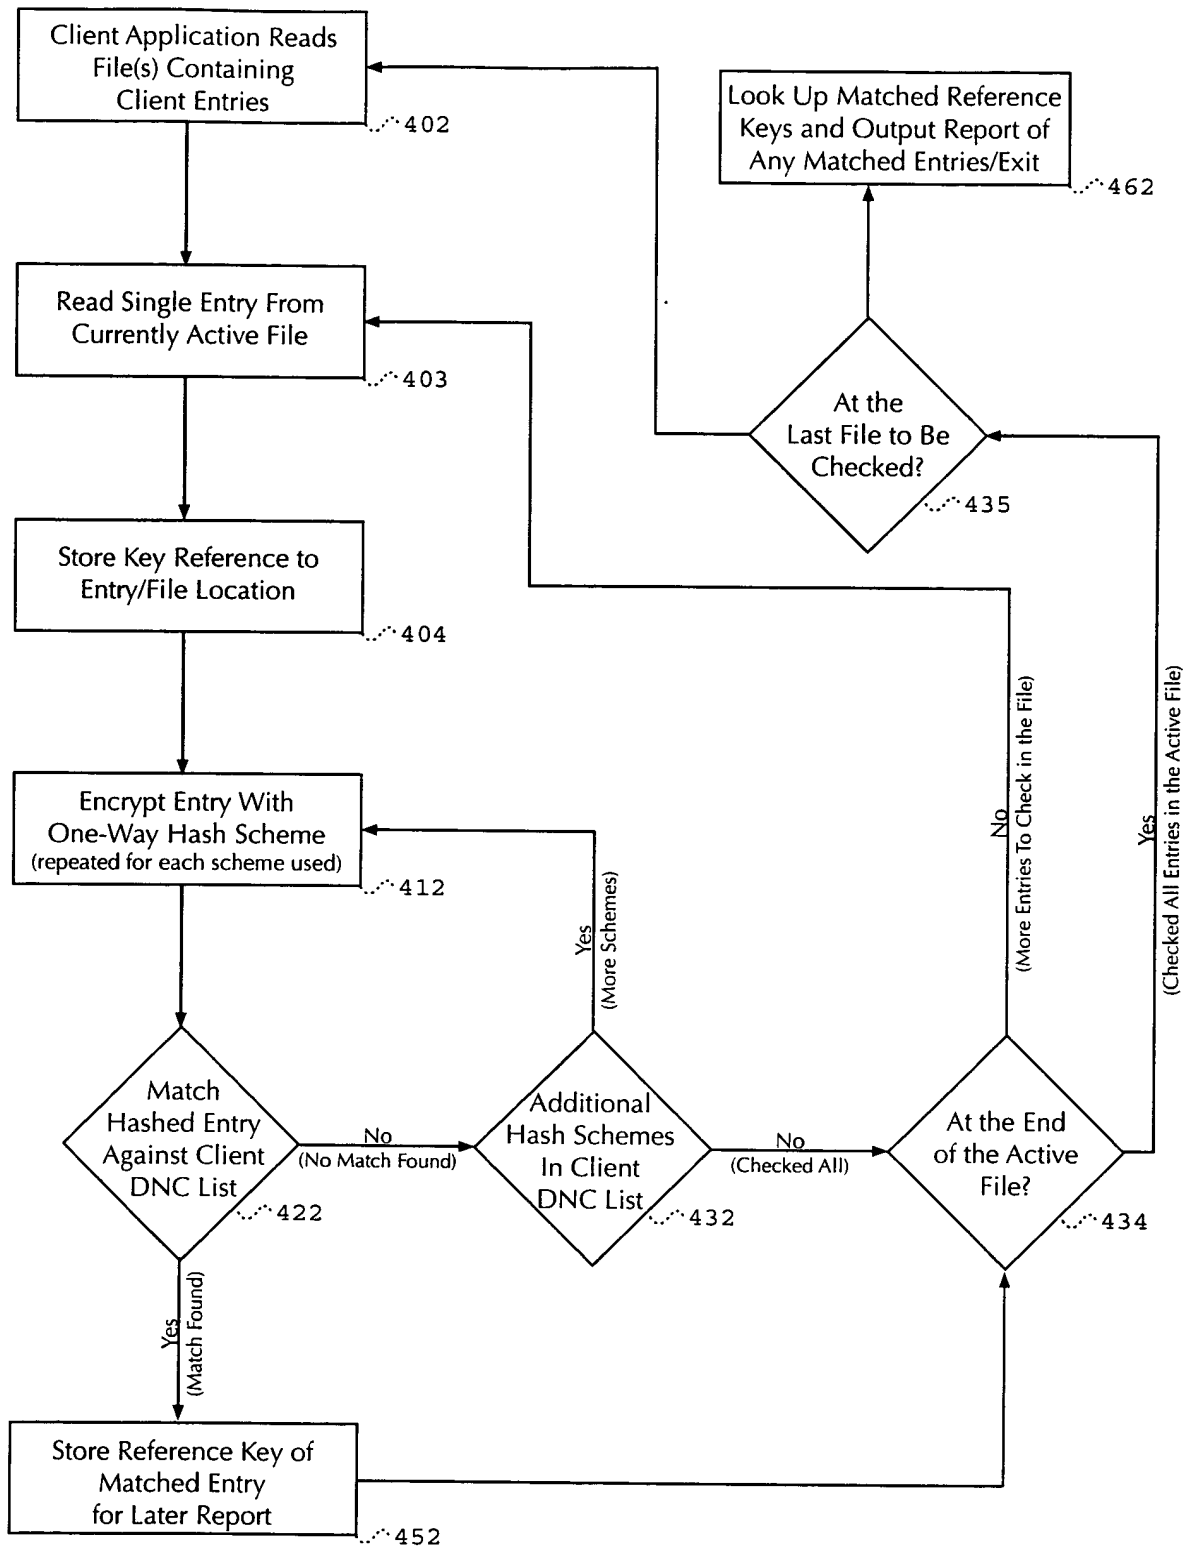 Client Application Reads
File(s) Containing
Client Entries
402
Look Up Matched Reference
Keys and Output Report of
Any Matched Entries/Exit
462
Read Single Entry From
Currently Active File
403
At the
Last File to Be
Checked?
435
Store Key Reference to
Entry/File Location
404
Encrypt Entry With
One-Way Hash Scheme
(repeated for each scheme used)
412
Yes
(More Schemes)
No
(More Entries To Check in the File)
Yes
(Checked All Entries in the Active File)
Match
Hashed Entry
Against Client
DNC List
422
No
(No Match Found)
Additional
Hash Schemes
In Client
DNC List
432
No
(Checked All)
At the End
of the Active
File?
434
Yes
(Match Found)
Store Reference Key of
Matched Entry
for Later Report
452